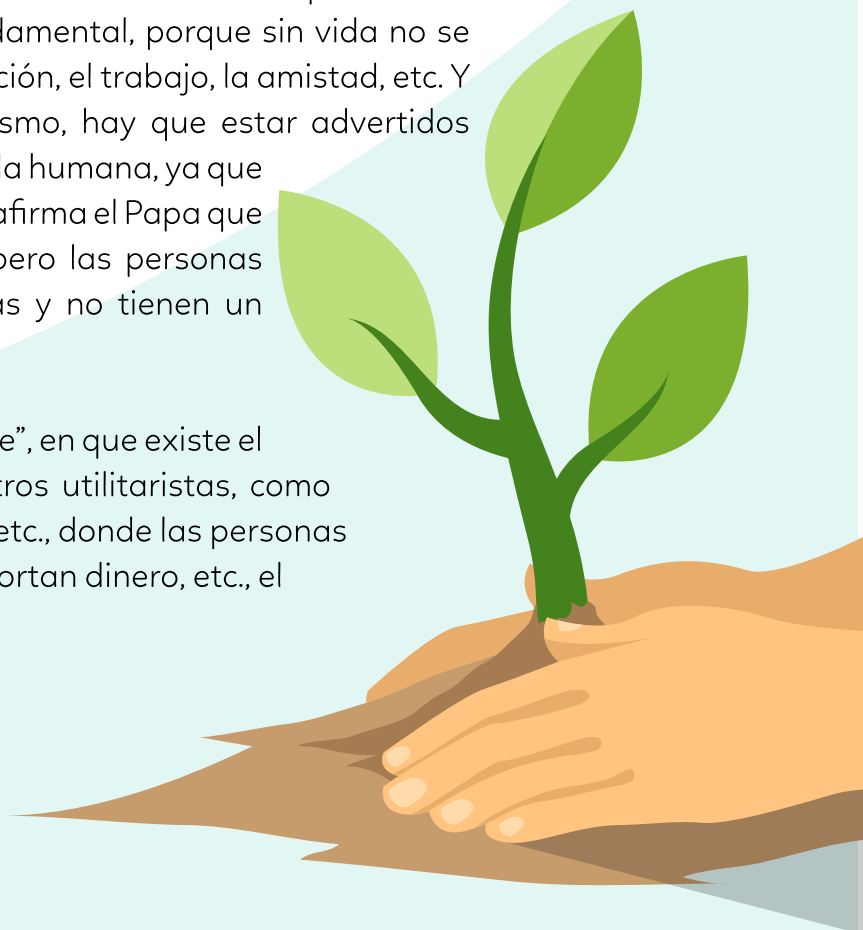 damental, porque sin vida no se
ción, el trabajo, la amistad, etc. Y
smo, hay que estar advertidos
la humana, ya que
afirma el Papa que
pero las personas
as y no tienen un
e”, en que existe el
tros utilitaristas, como
etc., donde las personas
ortan dinero, etc., el